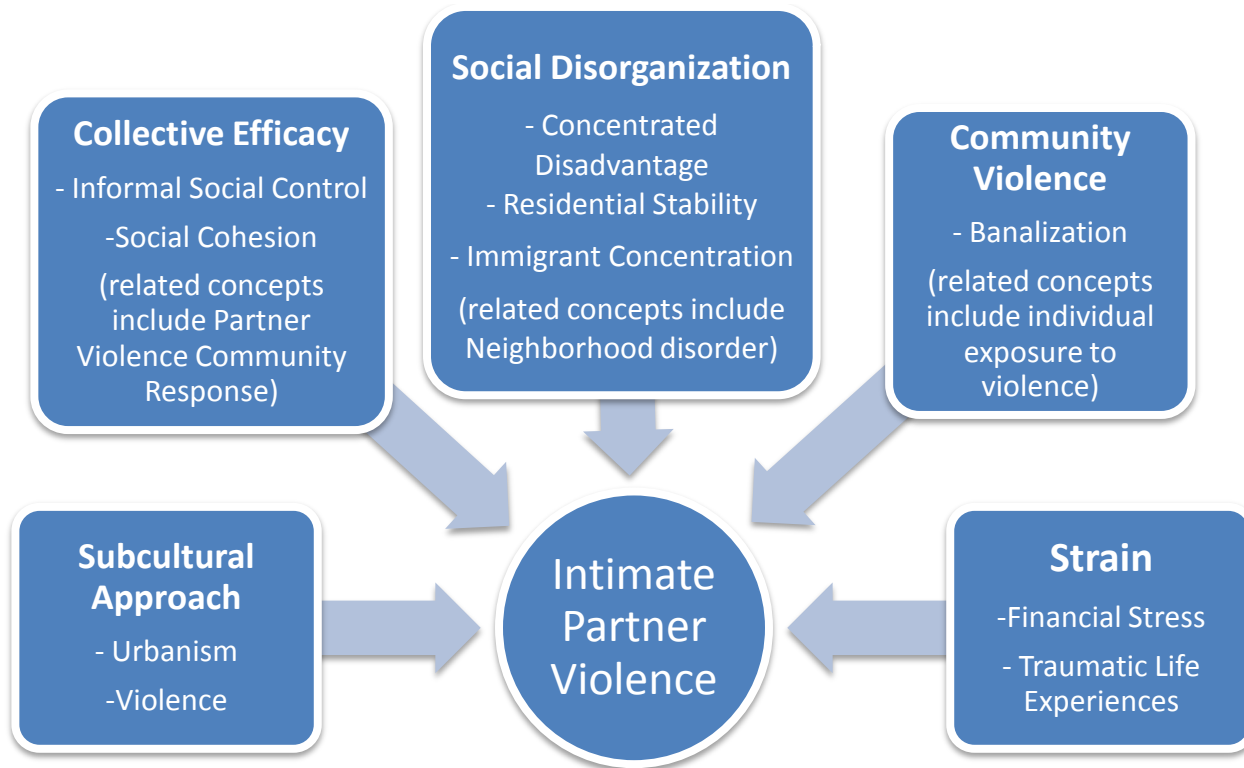 Collective Efficacy
- Informal Social Control
-Social Cohesion
(related concepts
include Partner
Violence Community
Response)
Social Disorganization
- Concentrated
Disadvantage
- Residential Stability
- Immigrant Concentration
(related concepts include
Neighborhood disorder)
Community
Violence
- Banalization
(related concepts
include individual
exposure to
violence)
Subcultural
Approach
- Urbanism
-Violence
Intimate
Partner
Violence
Strain
-Financial Stress
- Traumatic Life
Experiences